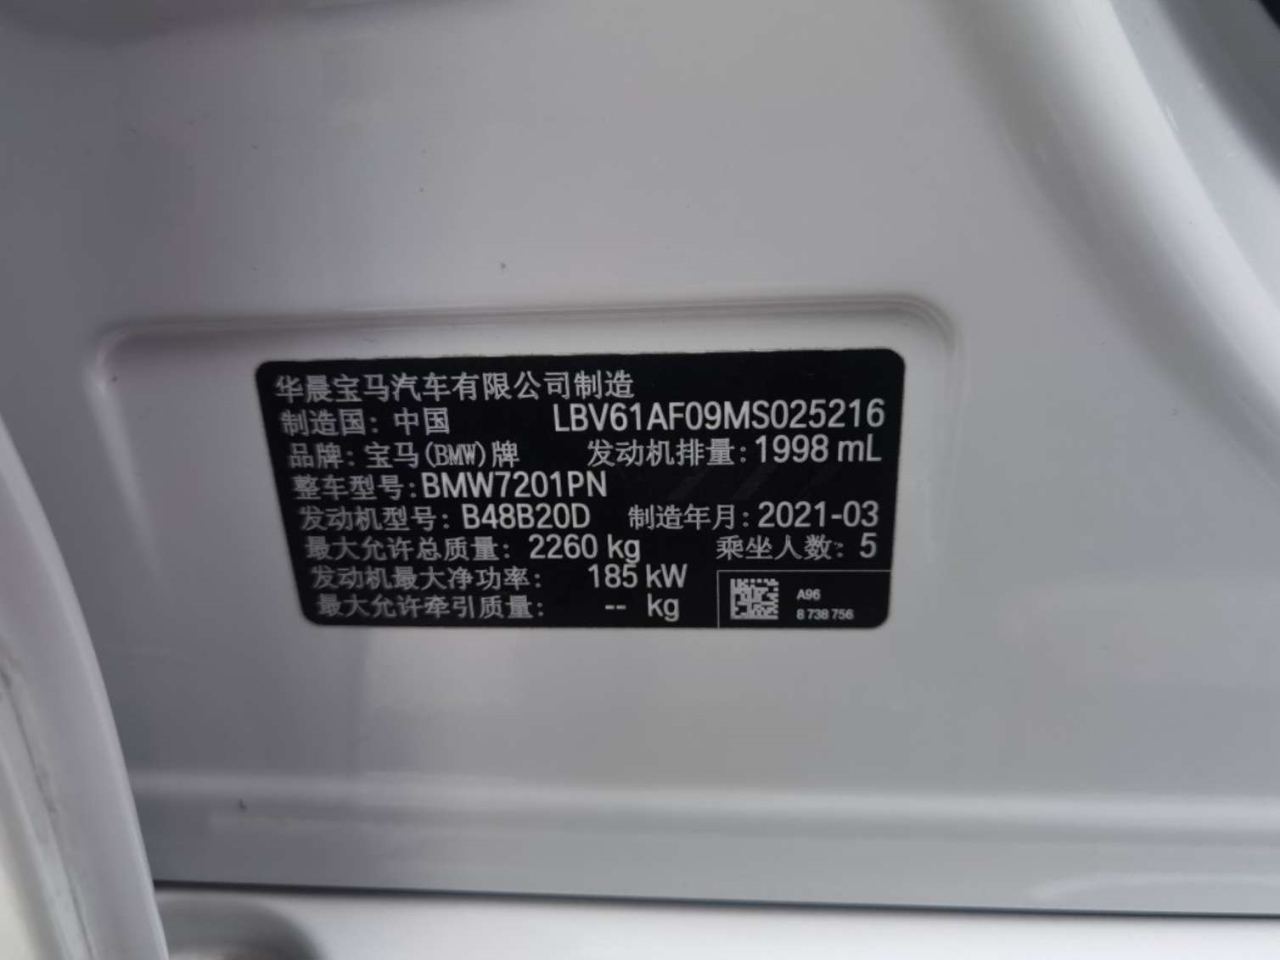 华晨宝马汽车有限公司制造
制造国: 中国 LBV61AF09MS025216
品牌: 宝马(BMW)牌 发动机排量: 1998 mL
整车型号: BMW7201PN
发动机型号: B48B20D 制造年月: 2021-03
最大允许总质量: 2260 kg 乘坐人数: 5
发动机最大净功率: 185 kW
最大允许牵引质量: -- kg
A96
8 738 756